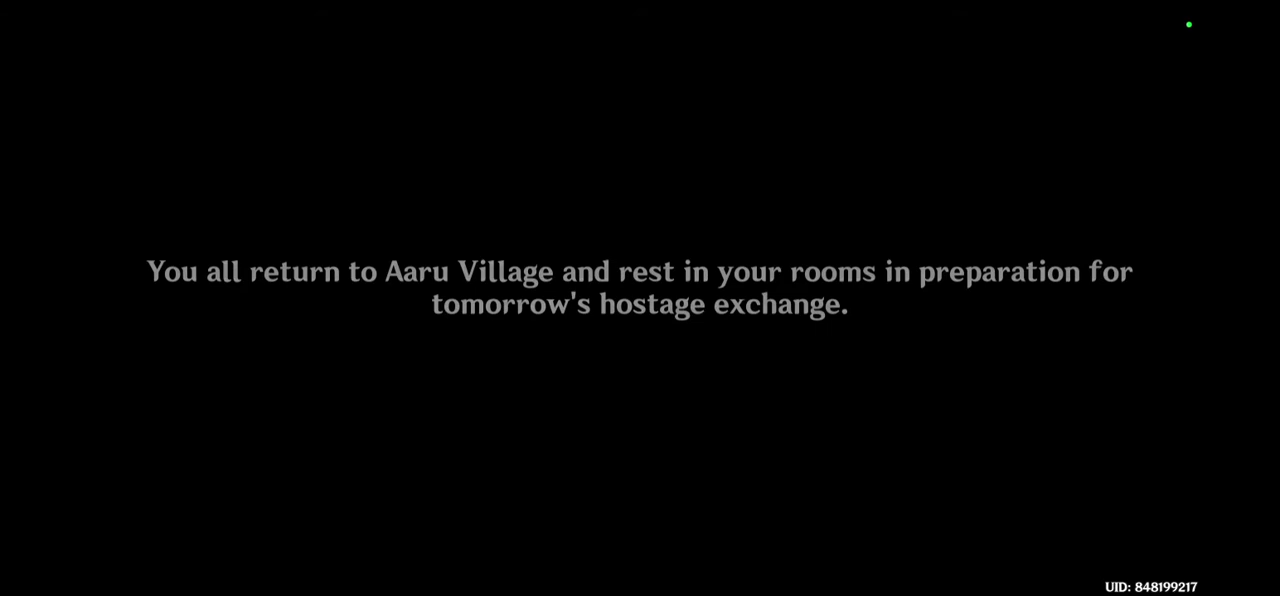 You all return to Aaru Village and rest in your rooms in preparation for
tomorrow's hostage exchange.
UID: 848199217